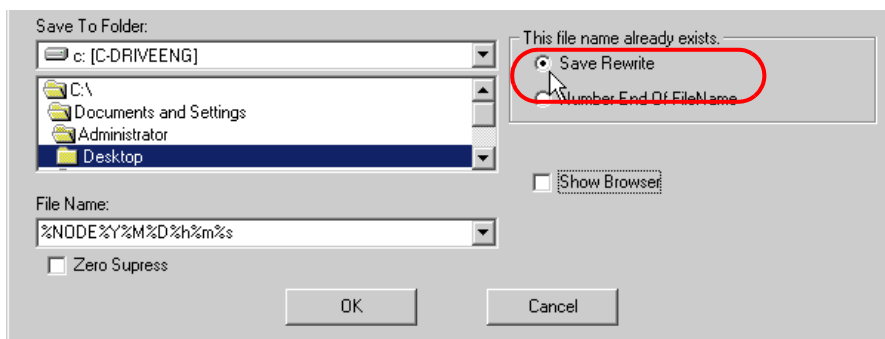 Save To Folder:
c: [C-DRIVEENG]
C:\
Documents and Settings
Administrator
Desktop
File Name:
%NODE%Y%M%D%h%m%s
Zero Supress
This file name already exists.
Save Rewrite
Number End Of FileName
Show Browser
OK
Cancel